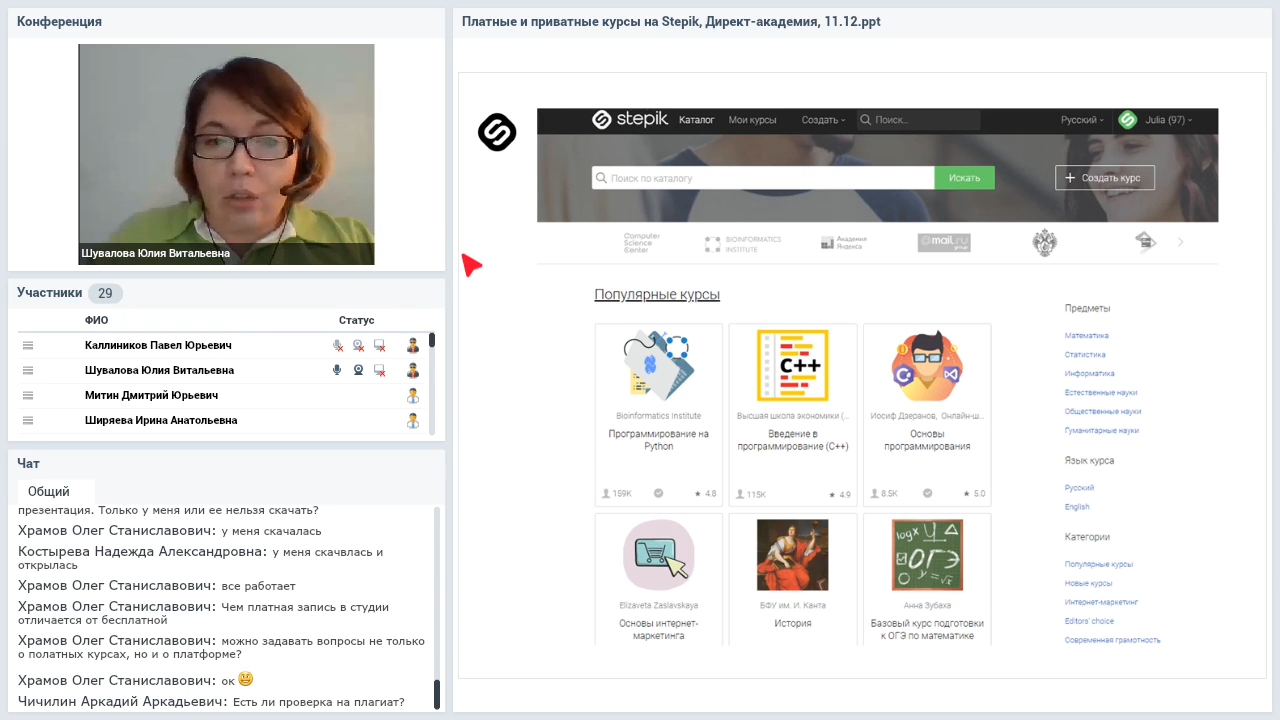 Конференция
Шувалова Юлия Витальевна
Участники 29
ФИО Статус
Каллиников Павел Юрьевич
Шувалова Юлия Витальевна
Митин Дмитрий Юрьевич
Ширяева Ирина Анатольевна
Чат
Общий
презентация. Только у меня или ее нельзя скачать?
Храмов Олег Станиславович: у меня скачалась
Костырева Надежда Александровна: у меня скачвлась и
открылась
Храмов Олег Станиславович: все работает
Храмов Олег Станиславович: Чем платная запись в студии
отличается от бесплатной
Храмов Олег Станиславович: можно задавать вопросы не только
о полатных курсах, но и о платформе?
Храмов Олег Станиславович: ок
Чичилин Аркадий Аркадьевич: Есть ли проверка на плагиат?
Платные и приватные курсы на Stepik, Директ-академия, 11.12.ppt
stepik Каталог Мои курсы Создать Поиск... Русский Julia (97)
Поиск по каталогу Искать + Создать курс
Computer
Science
Center
BIOINFORMATICS
INSTITUTE
Академия
Яндекса
@mail.ru
group
Популярные курсы
Bioinformatics Institute
Программирование на
Python
159K 4.8
C++
Высшая школа экономики (...
Введение в
программирование (C++)
115K 4.9
Иосиф Дзеранов, Онлайн-ш...
Основы
программирования
8.5K 5.0
Elizaveta Zaslavskaya
Основы интернет-
маркетинга
БФУ им. И. Канта
История
logx
ОГЭ
Анна Зубаха
Базовый курс подготовки
к ОГЭ по математике
Предметы
Математика
Статистика
Информатика
Естественные науки
Общественные науки
Гуманитарные науки
Язык курса
Русский
English
Категории
Популярные курсы
Новые курсы
Интернет-маркетинг
Editors' choice
Современная грамотность